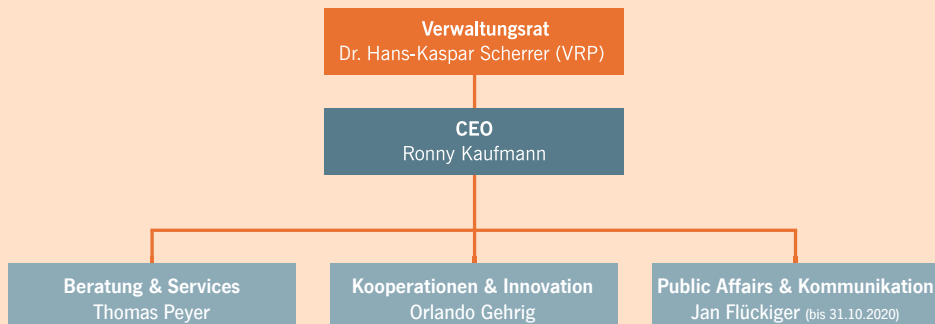 Verwaltungsrat
Dr. Hans-Kaspar Scherrer (VRP)
CEO
Ronny Kaufmann
Beratung & Services
Thomas Peyer
Kooperationen & Innovation
Orlando Gehrig
Public Affairs & Kommunikation
Jan Flückiger (bis 31.10.2020)